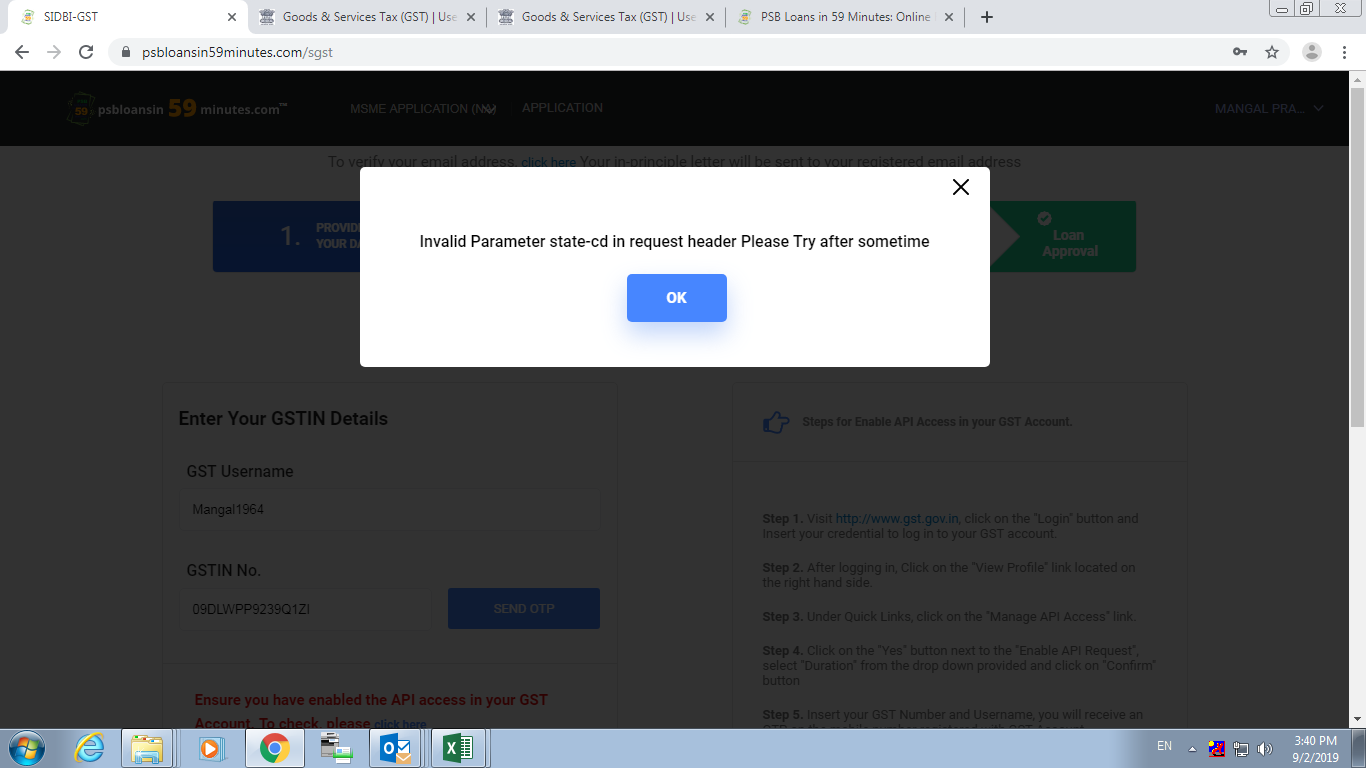 SIDBI-GST
Goods & Services Tax (GST) | Use
Goods & Services Tax (GST) | Use
PSB Loans in 59 Minutes: Online
psbloansin59minutes.com/sgst
psbloansin 59 minutes.com™
MSME APPLICATION
APPLICATION
MANGAL PRA...
To verify your email address, click here Your in-principle letter will be sent to your registered email address
1.
PROVID
YOUR DA
Loan
Approval
Invalid Parameter state-cd in request header Please Try after sometime
OK
Enter Your GSTIN Details
GST Username
Mangal1964
GSTIN No.
09DLWPP9239Q1ZI
SEND OTP
Ensure you have enabled the API access in your GST
Account. To check, please click here
Steps for Enable API Access in your GST Account.
Step 1. Visit http://www.gst.gov.in, click on the "Login" button and
Insert your credential to log in to your GST account.
Step 2. After logging in, Click on the "View Profile" link located on
the right hand side.
Step 3. Under Quick Links, click on the "Manage API Access" link.
Step 4. Click on the "Yes" button next to the "Enable API Request",
select "Duration" from the drop down provided and click on "Confirm"
button
Step 5. Insert your GST Number and Username, you will receive an
OTP on the mobile number registered with GST Account
EN
3:40 PM
9/2/2019